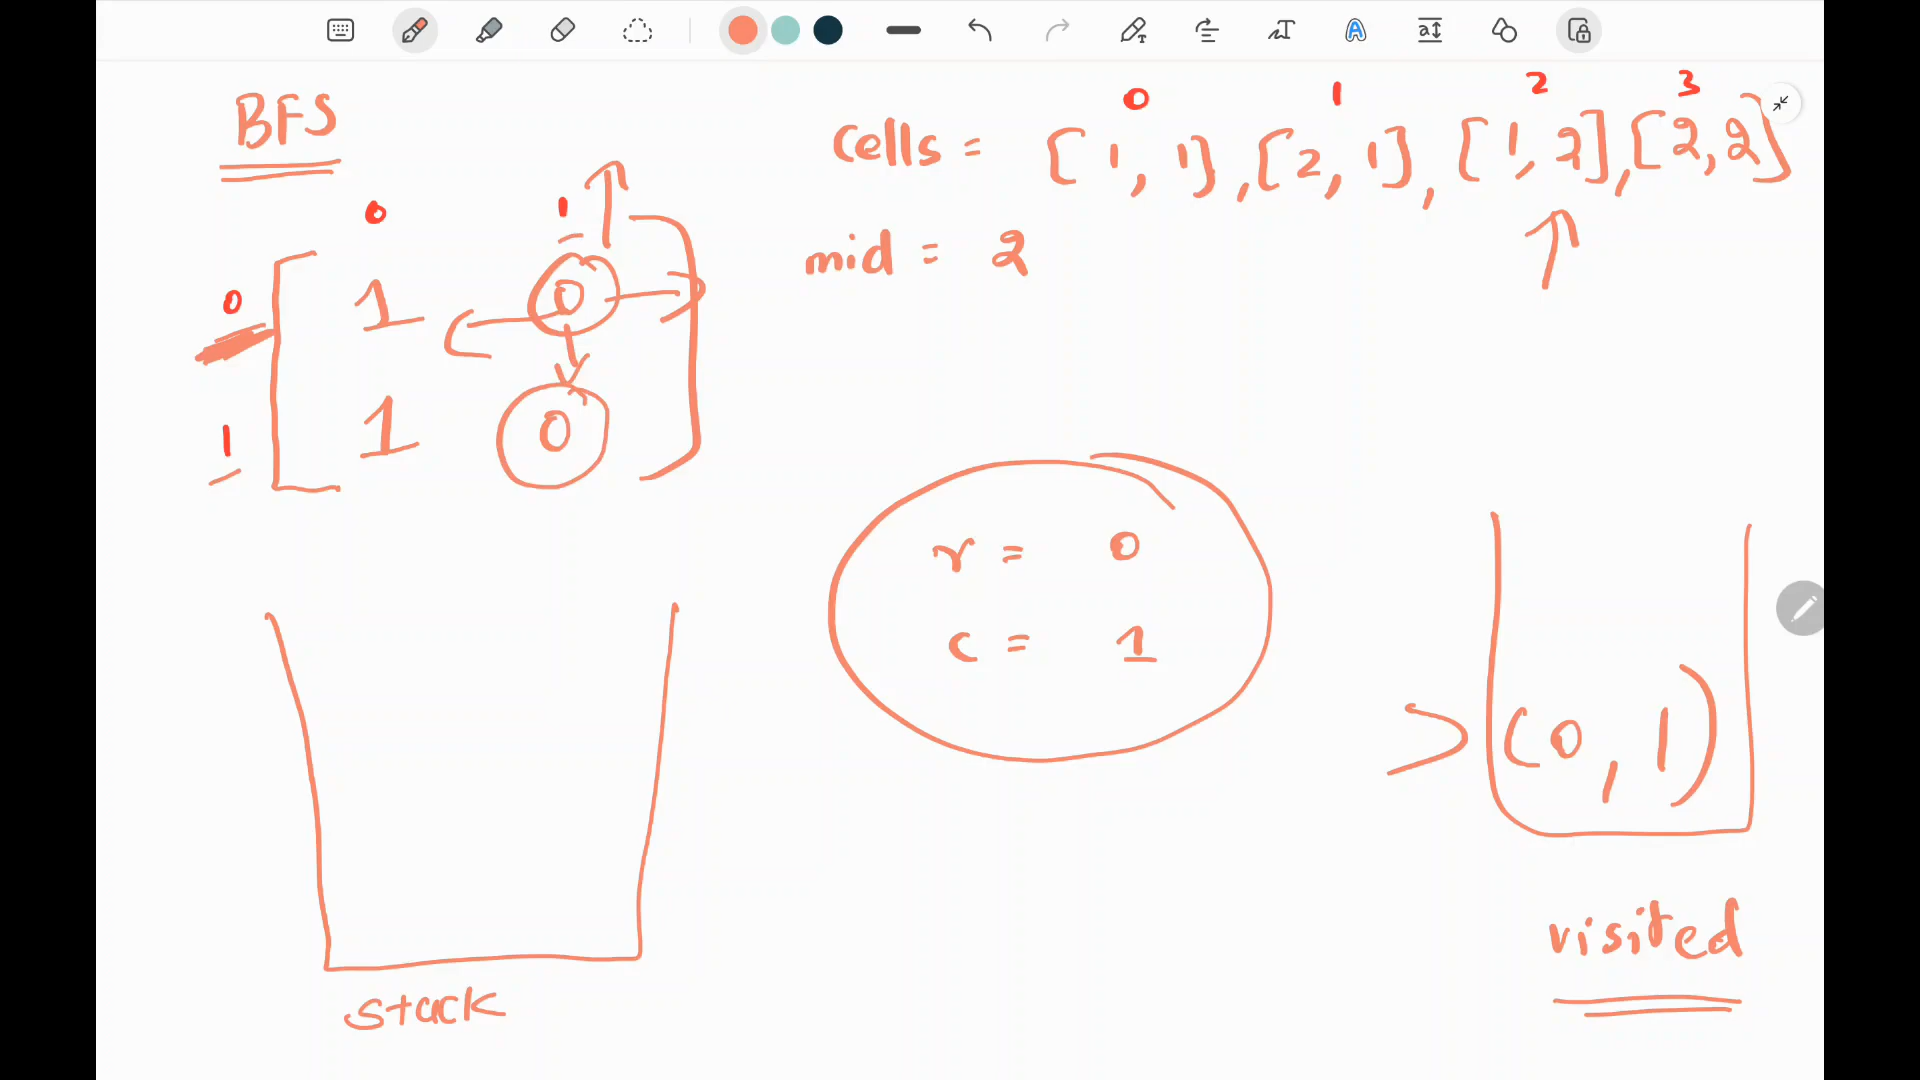 BFS
0 1 2 3
cells = [1, 1], [2, 1], [1, 2], [2, 2]
mid = 2
0 1
0 1 0
1 1 0
r = 0
c = 1
(0, 1)
visited
stack